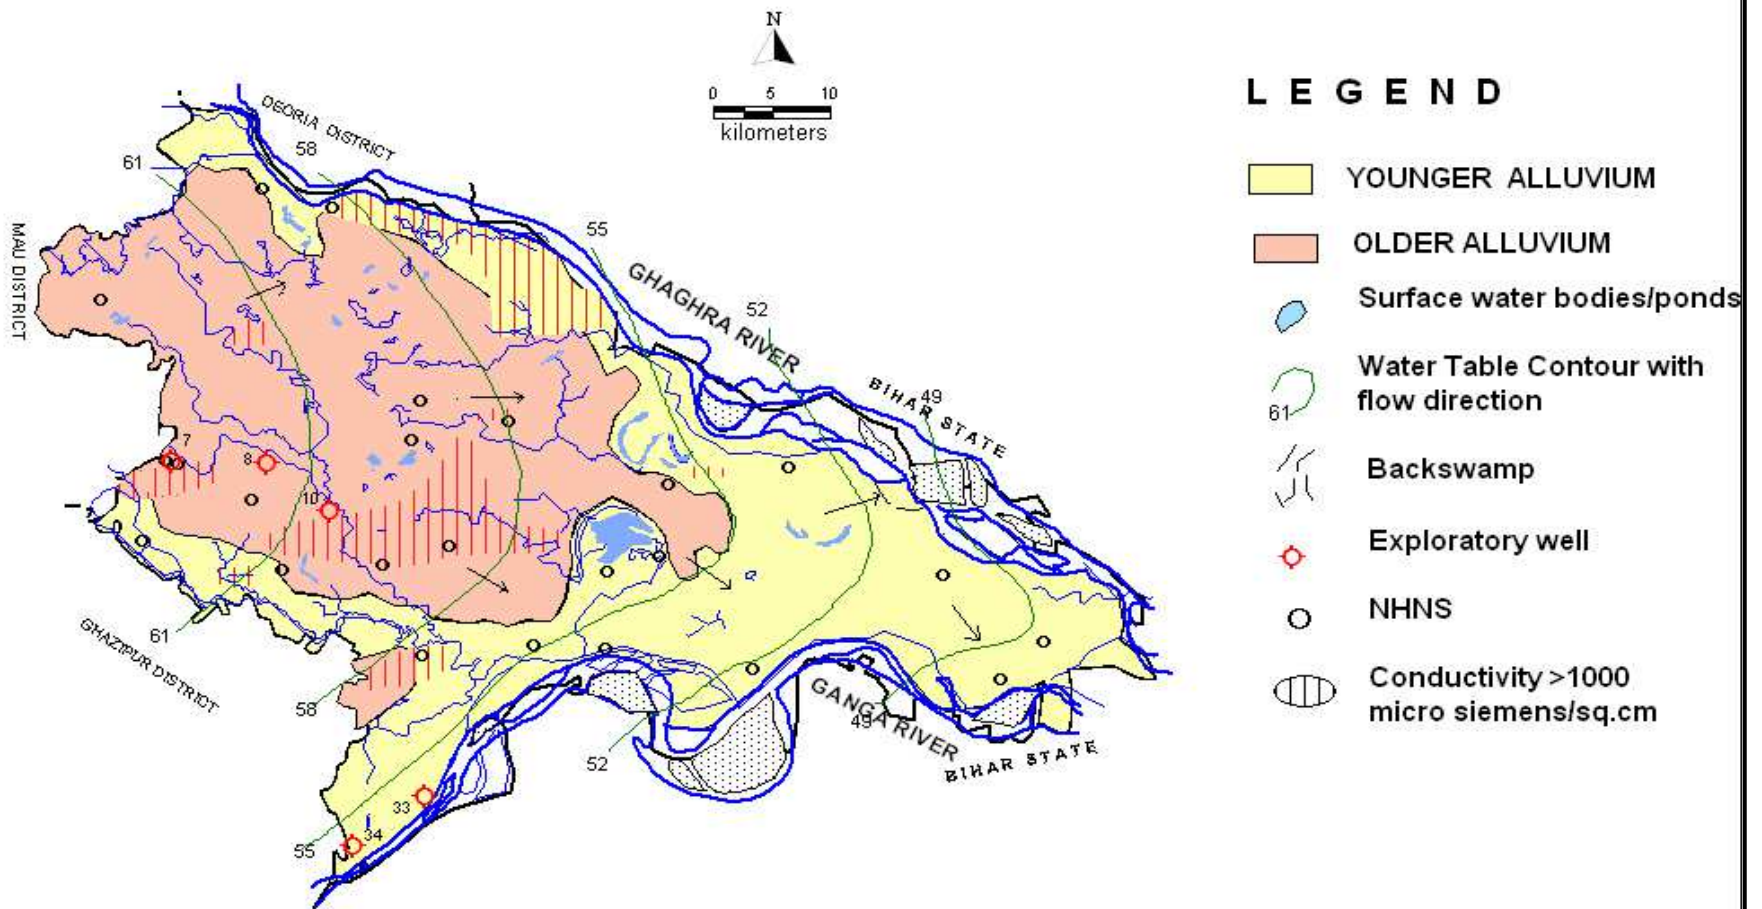 N
0 5 10
kilometers
DEORIA DISTRICT
58
61
MAU DISTRICT
55
GHAGHRA RIVER
52
BIHAR STATE
49
7
8
10
61
GHAZIPUR DISTRICT
58
GANGA RIVER
49
BIHAR STATE
52
33
34
55
LEGEND
YOUNGER ALLUVIUM
OLDER ALLUVIUM
Surface water bodies/ponds
Water Table Contour with
flow direction
61
Backswamp
Exploratory well
NHNS
Conductivity >1000
micro siemens/sq.cm